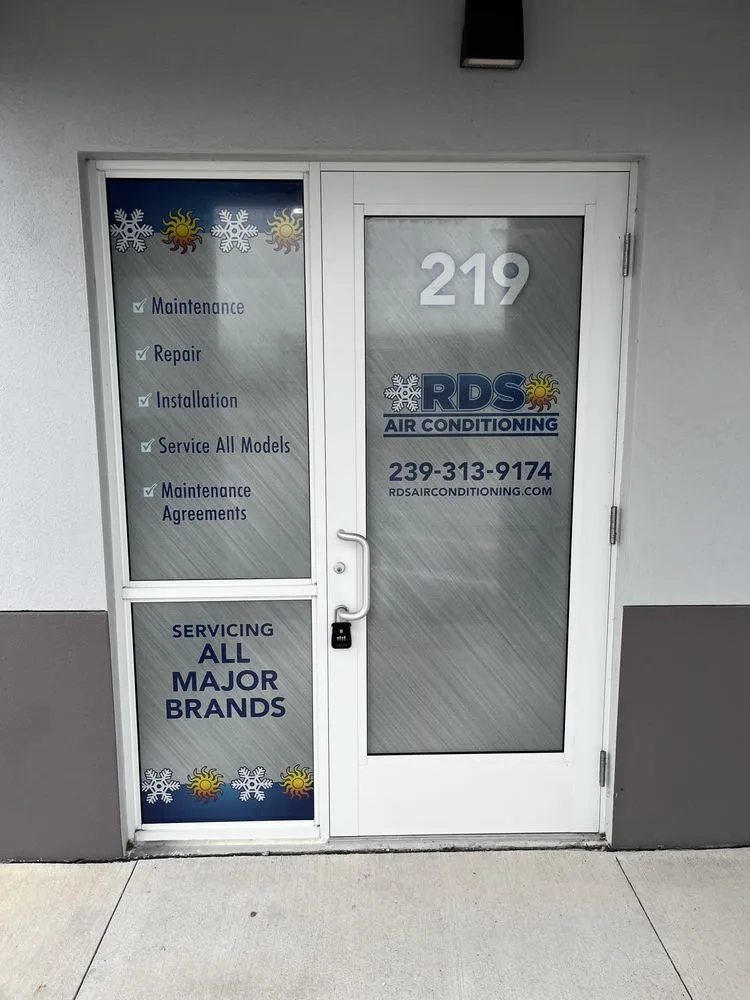 Maintenance
Repair
Installation
Service All Models
Maintenance
Agreements
SERVICING
ALL
MAJOR
BRANDS
219
RDS
AIR CONDITIONING
239-313-9174
RDSAIRCONDITIONING.COM